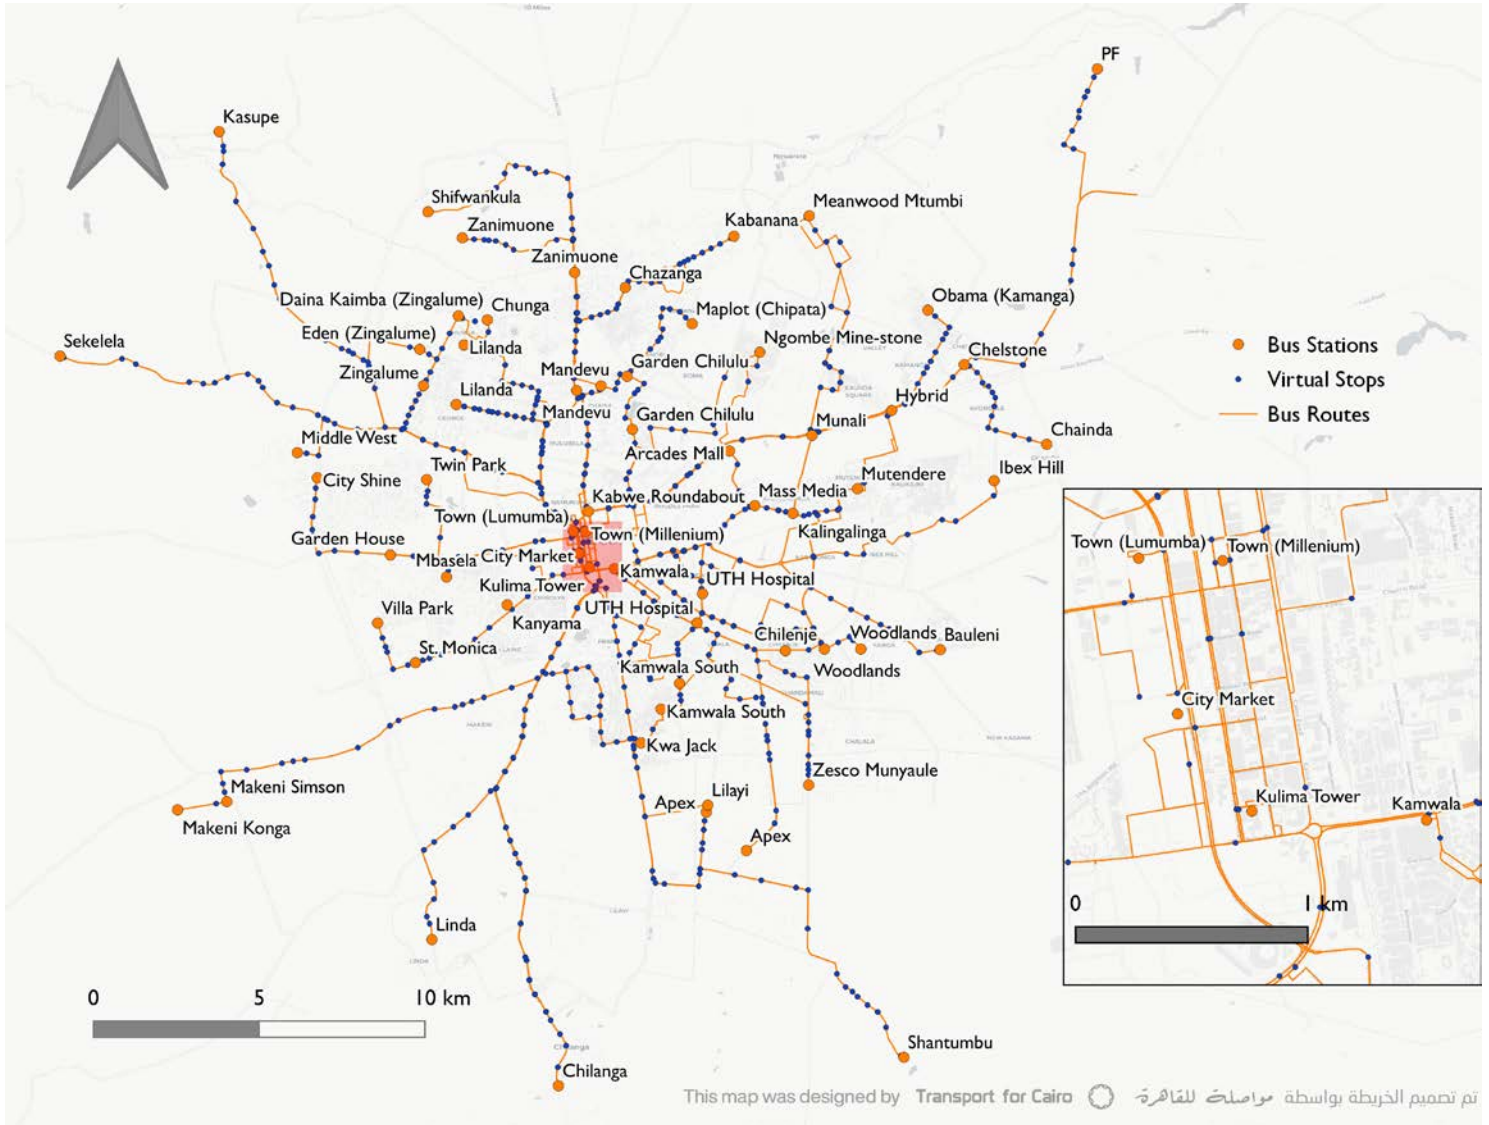 PF
Kasupe
Shifwankula
Meanwood Mtumbi
Zanimuone
Kabanana
Zanimuone
Chazanga
Daina Kaimba (Zingalume)
Chunga
Obama (Kamanga)
Maplot (Chipata)
Eden (Zingalume)
Sekelela
Lilanda
Ngombe Mine-stone
Chelstone
Bus Stations
Zingalume
Mandevu
Garden Chilulu
Virtual Stops
Lilanda
Hybrid
Mandevu
Garden Chilulu
Munali
Bus Routes
Chainda
Middle West
Arcades Mall
Twin Park
Ibex Hill
City Shine
Mutendere
Kabwe Roundabout
Mass Media
Town (Lumumba)
Garden House
Town (Millenium)
Kalingalinga
Mbasela
City Market
Kamwala
Kulima Tower
UTH Hospital
Villa Park
UTH Hospital
Kanyama
Chilenje
Woodlands
Bauleni
St. Monica
Kamwala South
Woodlands
Kamwala South
Kwa Jack
Zesco Munyaule
Makeni Simson
Lilayi
Apex
Makeni Konga
Apex
Linda
Shantumbu
Chilanga
Town (Lumumba)
Town (Millenium)
City Market
Kulima Tower
Kamwala
0
1 km
0
5
10 km
This map was designed by Transport for Cairo
تم تصميم الخريطة بواسطة مواصلة للقاهرة